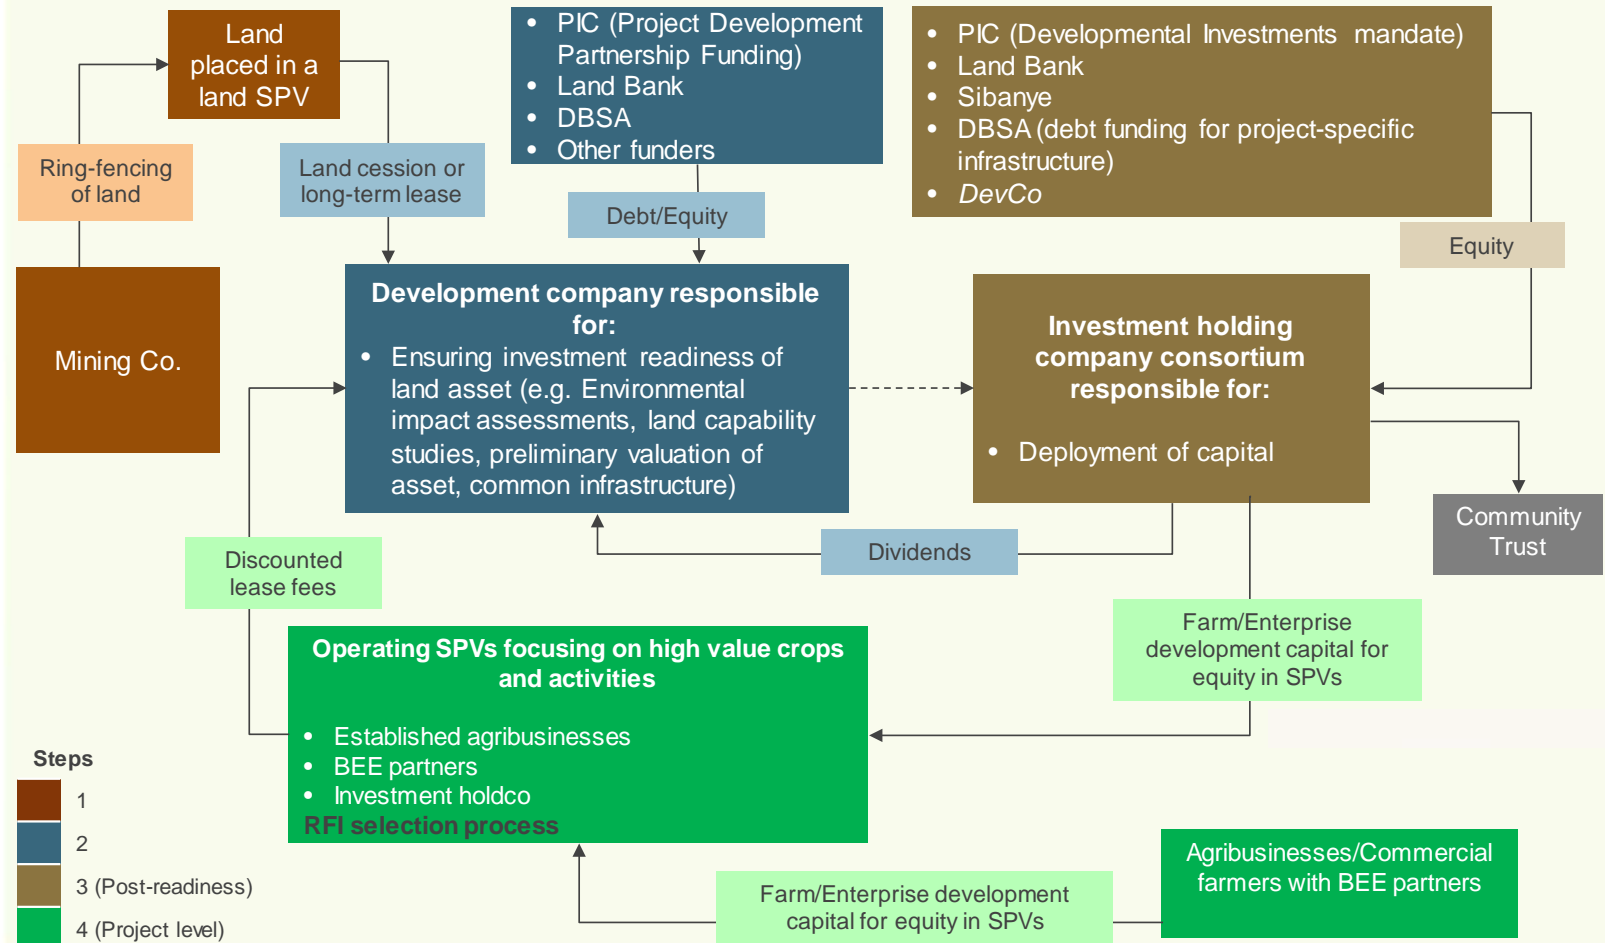 Land
placed in a
land SPV
• PIC (Project Development
Partnership Funding)
• Land Bank
• DBSA
• Other funders
• PIC (Developmental Investments mandate)
• Land Bank
• Sibanye
• DBSA (debt funding for project-specific
infrastructure)
• DevCo
Ring-fencing
of land
Land cession or
long-term lease
Debt/Equity
Equity
Mining Co.
Development company responsible
for:
• Ensuring investment readiness of
land asset (e.g. Environmental
impact assessments, land capability
studies, preliminary valuation of
asset, common infrastructure)
Investment holding
company consortium
responsible for:
• Deployment of capital
Community
Trust
Dividends
Discounted
lease fees
Farm/Enterprise
development capital for
equity in SPVs
Operating SPVs focusing on high value crops
and activities
• Established agribusinesses
• BEE partners
• Investment holdco
RFI selection process
Agribusinesses/Commercial
farmers with BEE partners
Farm/Enterprise development
capital for equity in SPVs
Steps
1
2
3 (Post-readiness)
4 (Project level)